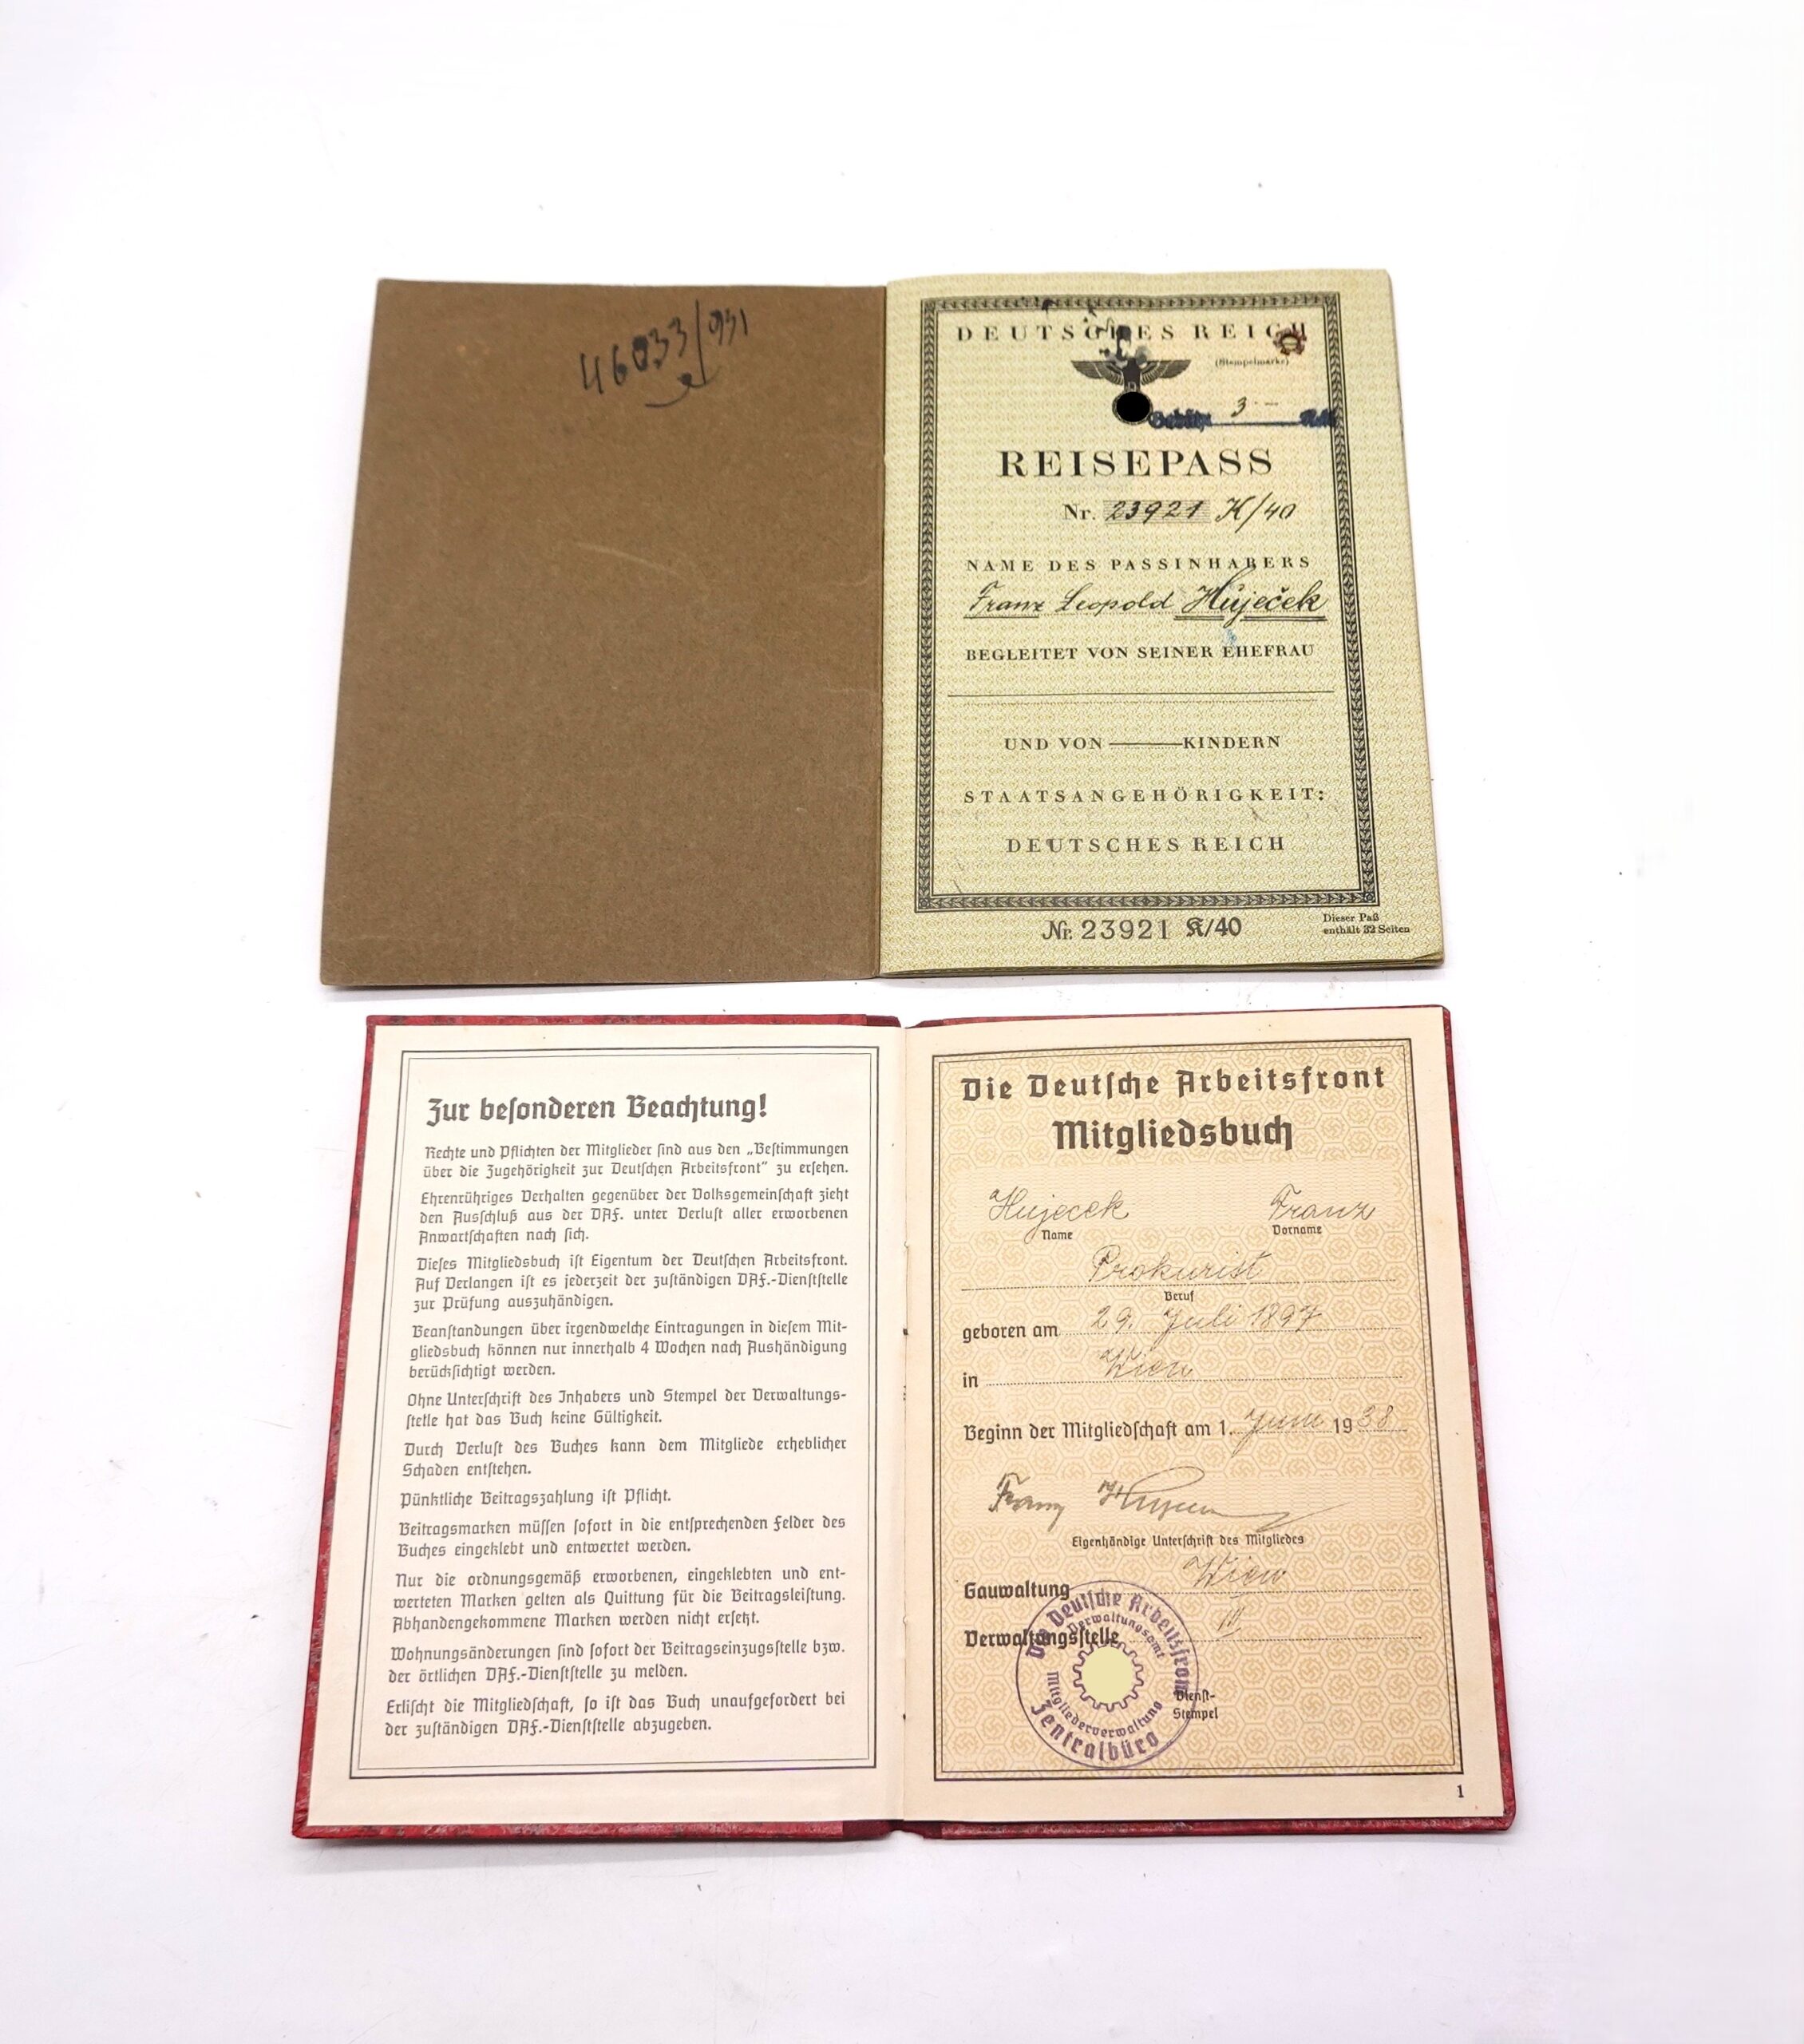 46033/941
DEUTSCHES REICH
(Stempelmarke)
Gebühr 3.– RM
REISEPASS
Nr. 23921 K/40
NAME DES PASSINHABERS
Franz Leopold Hüječek
BEGLEITET VON SEINER EHEFRAU
UND VON KINDERN
STAATSANGEHÖRIGKEIT:
DEUTSCHES REICH
Nr. 23921 K/40
Dieser Paß
enthält 32 Seiten
Zur beſonderen Beachtung!
Rechte und Pflichten der Mitglieder ſind aus den „Beſtimmungen
über die Zugehörigkeit zur Deutſchen Arbeitsfront“ zu erſehen.
Ehrenrühriges Verhalten gegenüber der Volksgemeinſchaft zieht
den Ausſchluß aus der DAF. unter Verluſt aller erworbenen
Anwartſchaften nach ſich.
Dieſes Mitgliedsbuch iſt Eigentum der Deutſchen Arbeitsfront.
Auf Verlangen iſt es jederzeit der zuſtändigen DAF.-Dienſtſtelle
zur Prüfung auszuhändigen.
Beanſtandungen über irgendwelche Eintragungen in dieſem Mit-
gliedsbuch können nur innerhalb 4 Wochen nach Aushändigung
berückſichtigt werden.
Ohne Unterſchrift des Inhabers und Stempel der Verwaltungs-
ſtelle hat das Buch keine Gültigkeit.
Durch Verluſt des Buches kann dem Mitgliede erheblicher
Schaden entſtehen.
Pünktliche Beitragszahlung iſt Pflicht.
Beitragsmarken müſſen ſofort in die entſprechenden Felder des
Buches eingeklebt und entwertet werden.
Nur die ordnungsgemäß erworbenen, eingeklebten und ent-
werteten Marken gelten als Quittung für die Beitragsleiſtung.
Abhandengekommene Marken werden nicht erſetzt.
Wohnungsänderungen ſind ſofort der Beitragseinzugsſtelle bzw.
der örtlichen DAF.-Dienſtſtelle zu melden.
Erliſcht die Mitgliedſchaft, ſo iſt das Buch unaufgefordert bei
der zuſtändigen DAF.-Dienſtſtelle abzugeben.
Die Deutſche Arbeitsfront
Mitgliedsbuch
Hujecek Franz
Name Vorname
Prokurist
Beruf
geboren am 29. Juli 1897
in Wien
Beginn der Mitgliedſchaft am 1. Juni 1938
Franz Hujecek
Eigenhändige Unterſchrift des Mitgliedes
Gauwaltung Wien
Verwaltungsſtelle III
Die Deutſche Arbeitsfront
Verwaltungsamt
Mitgliederverwaltung
Zentralbüro
Dienſt-
Stempel
1